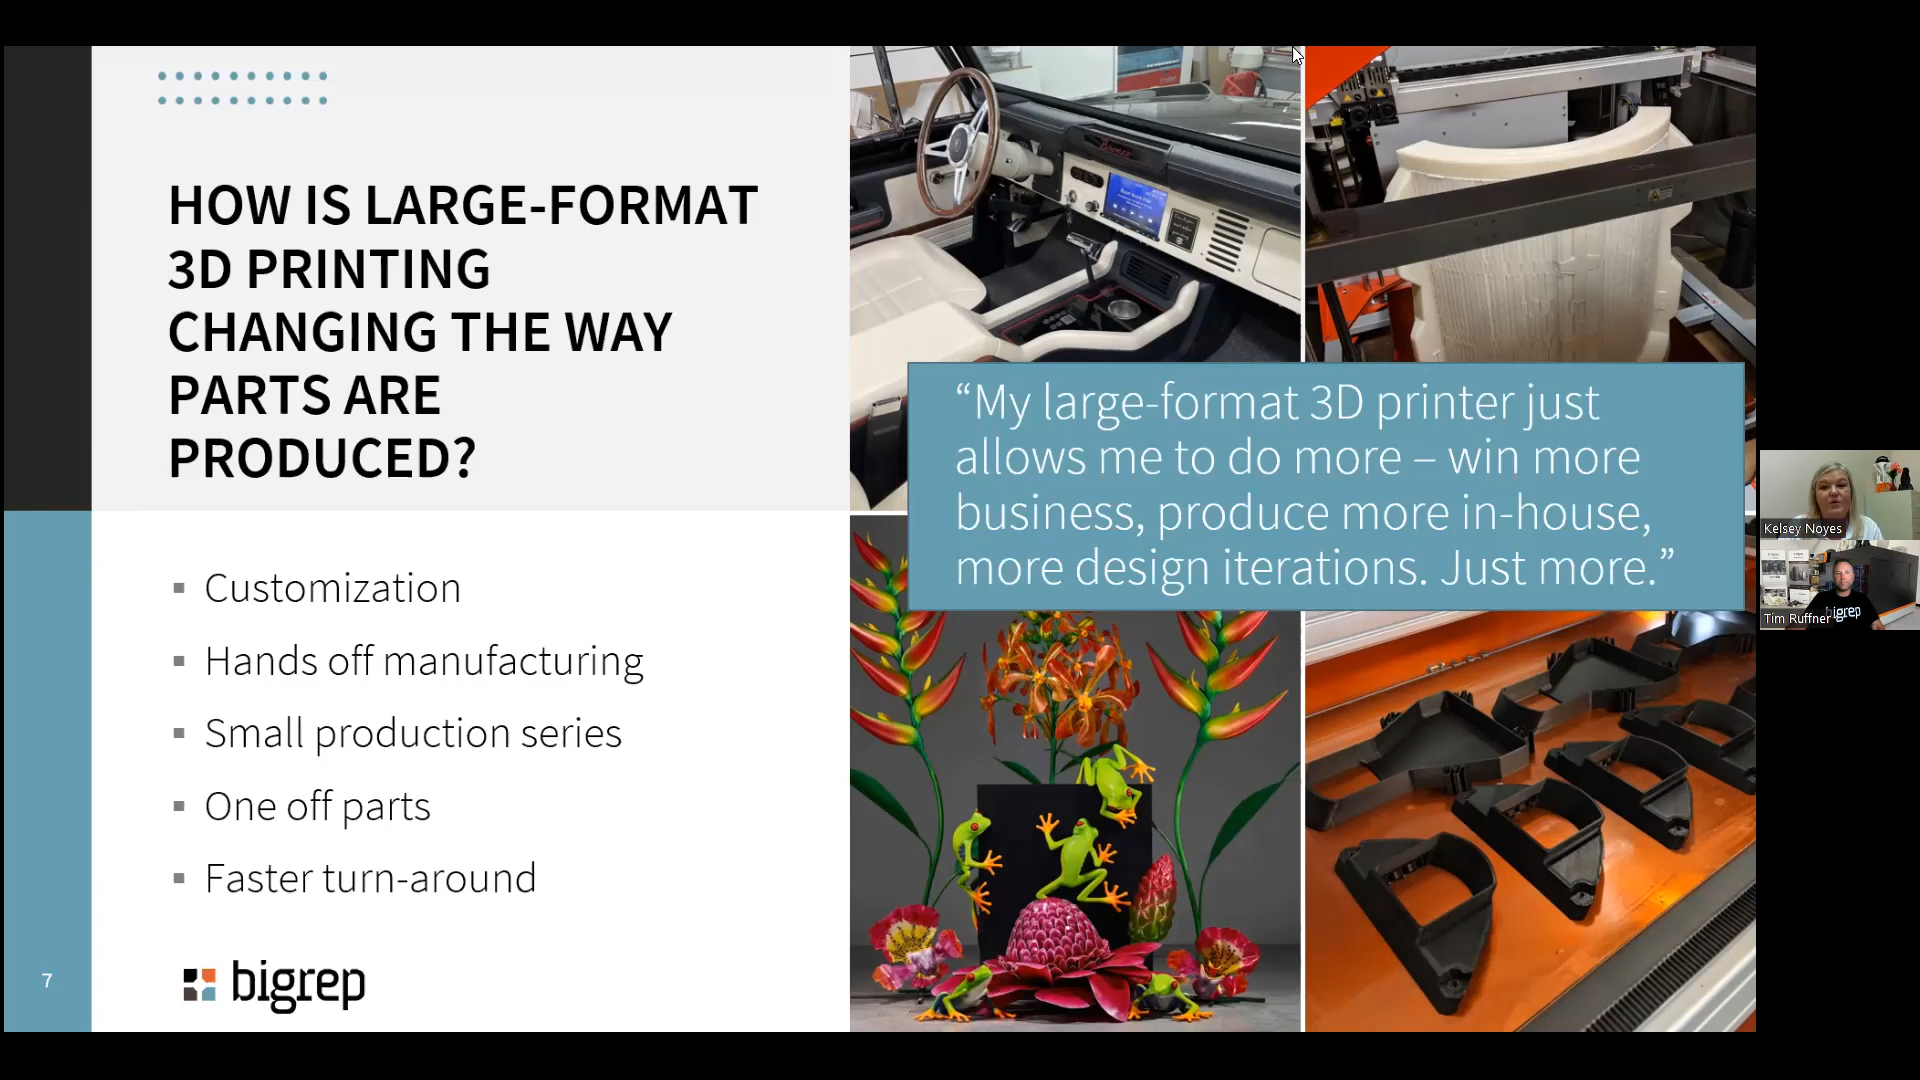 HOW IS LARGE-FORMAT
3D PRINTING
CHANGING THE WAY
PARTS ARE
PRODUCED?
▪ Customization
▪ Hands off manufacturing
▪ Small production series
▪ One off parts
▪ Faster turn-around
7
bigrep
“My large-format 3D printer just
allows me to do more – win more
business, produce more in-house,
more design iterations. Just more.”
Kelsey Noyes
bigrep
Tim Ruffner